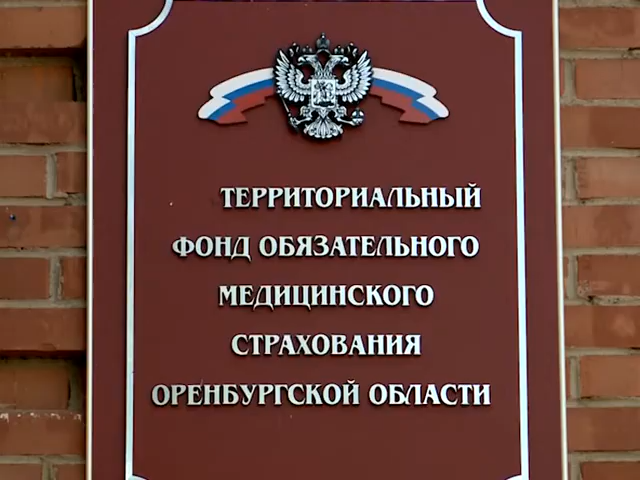 ТЕРРИТОРИАЛЬНЫЙ
ФОНД ОБЯЗАТЕЛЬНОГО
МЕДИЦИНСКОГО
СТРАХОВАНИЯ
ОРЕНБУРГСКОЙ ОБЛАСТИ